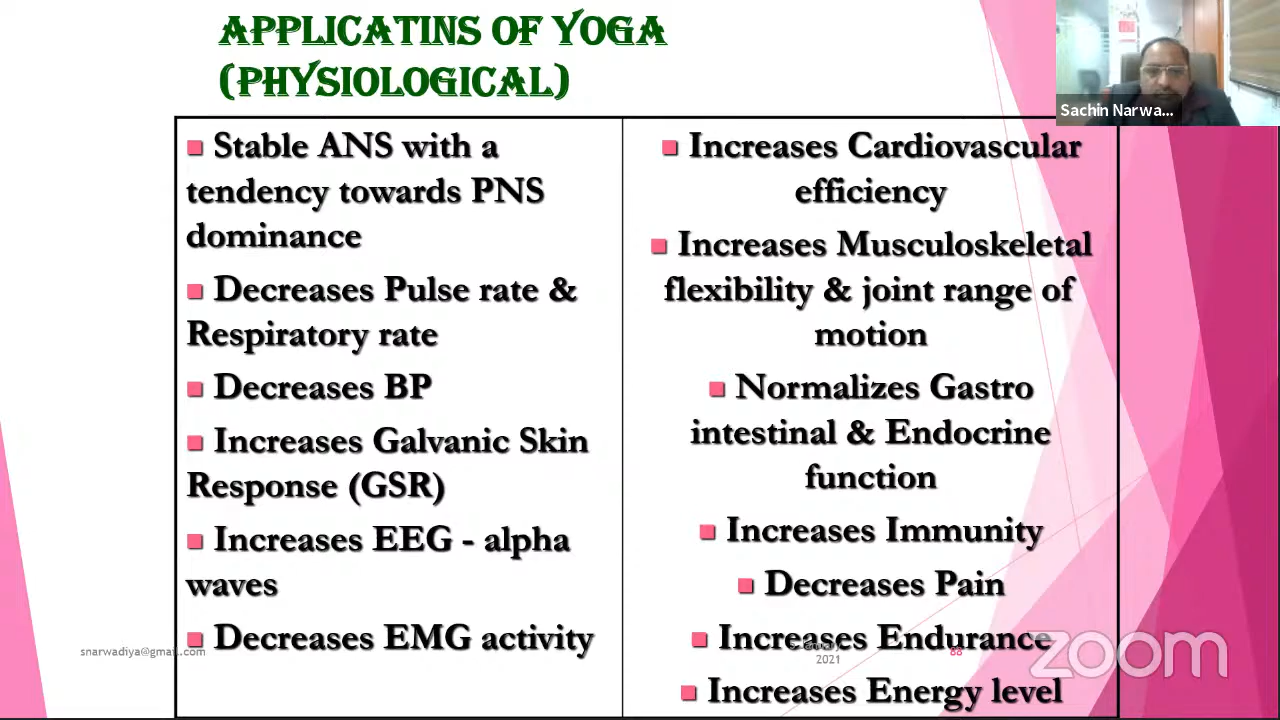 APPLICATINS OF YOGA
(PHYSIOLOGICAL)
Sachin Narwa...
■ Stable ANS with a
tendency towards PNS
dominance
■ Decreases Pulse rate &
Respiratory rate
■ Decreases BP
■ Increases Galvanic Skin
Response (GSR)
■ Increases EEG - alpha
waves
■ Decreases EMG activity
■ Increases Cardiovascular
efficiency
■ Increases Musculoskeletal
flexibility & joint range of
motion
■ Normalizes Gastro
intestinal & Endocrine
function
■ Increases Immunity
■ Decreases Pain
■ Increases Endurance
■ Increases Energy level
snarwadiya@gmail.com
2021
88
zoom